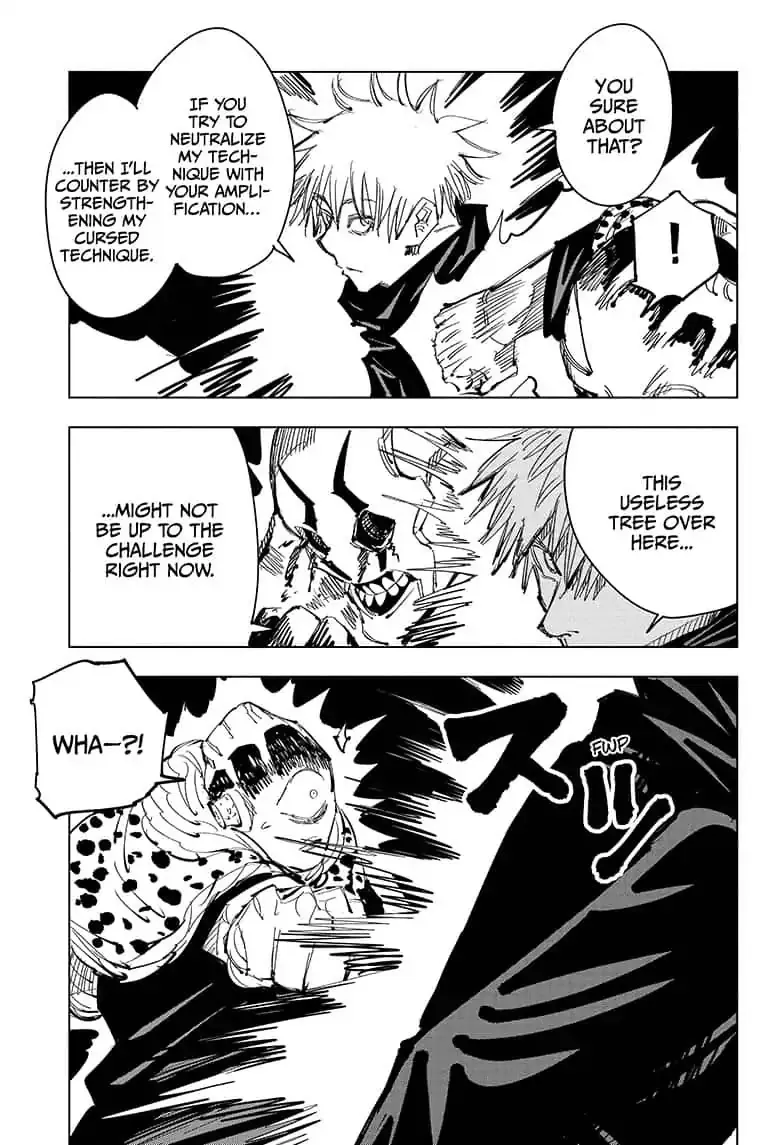 YOU
SURE
ABOUT
THAT?
!
IF YOU
TRY TO
NEUTRALIZE
MY TECH-
NIQUE WITH
YOUR AMPLI-
FICATION...
...THEN I'LL
COUNTER BY
STRENGTH-
ENING MY
CURSED
TECHNIQUE.
THIS
USELESS
TREE OVER
HERE...
...MIGHT NOT
BE UP TO THE
CHALLENGE
RIGHT NOW.
FWP
ズッ
WHA—?!